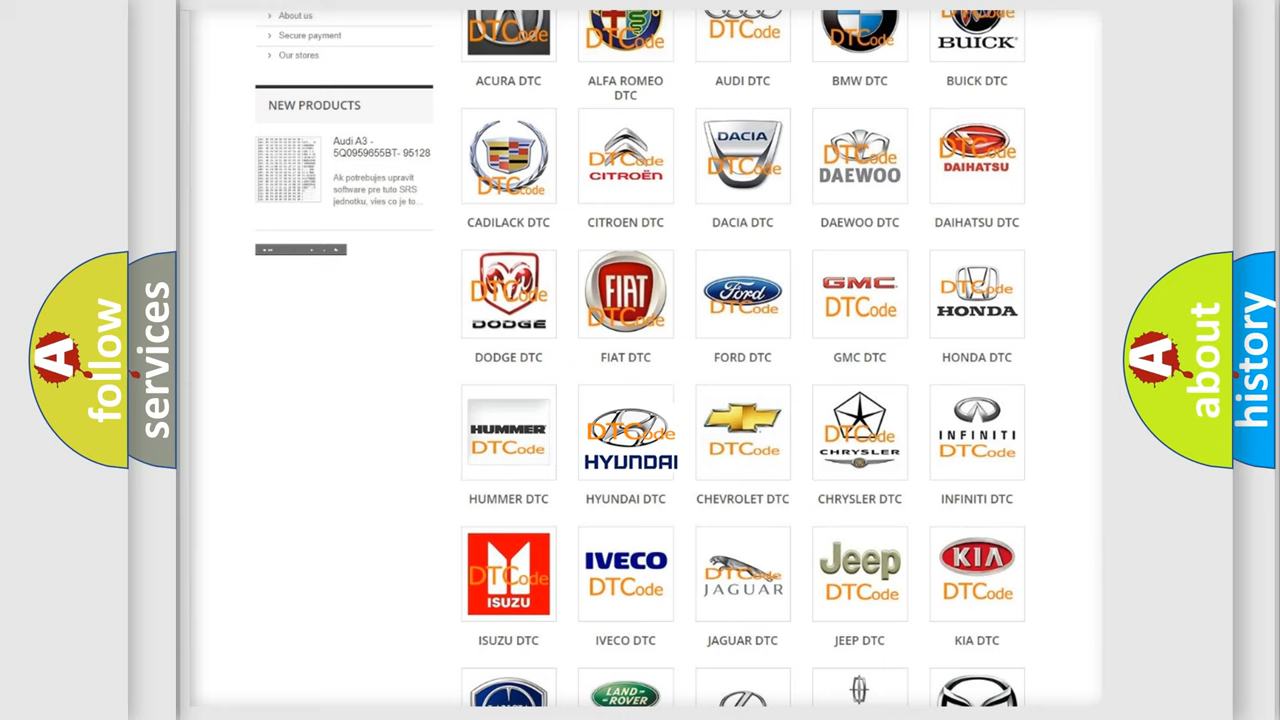 About us
Secure payment
Our stores
NEW PRODUCTS
Audi A3 -
5Q0959655BT- 95128
Ak potrebujes upravit
software pre tuto SRS
jednotku, vies co je to...
DTCode
DTCode
DTCode
DTCode
BUICK
ACURA DTC
ALFA ROMEO
DTC
AUDI DTC
BMW DTC
BUICK DTC
DTCode
DTCode
CITROËN
DACIA
DTCode
DTCode
DAEWOO
DTCode
DAIHATSU
CADILACK DTC
CITROEN DTC
DACIA DTC
DAEWOO DTC
DAIHATSU DTC
DTCode
DODGE
FIAT
DTCode
Ford
DTCode
GMC
DTCode
DTCode
HONDA
DODGE DTC
FIAT DTC
FORD DTC
GMC DTC
HONDA DTC
HUMMER
DTCode
DTCode
HYUNDAI
DTCode
DTCode
CHRYSLER
INFINITI
DTCode
HUMMER DTC
HYUNDAI DTC
CHEVROLET DTC
CHRYSLER DTC
INFINITI DTC
DTCode
ISUZU
IVECO
DTCode
DTCode
JAGUAR
Jeep
DTCode
KIA
DTCode
ISUZU DTC
IVECO DTC
JAGUAR DTC
JEEP DTC
KIA DTC
LAND-
ROVER
A
follow
services
A
about
history